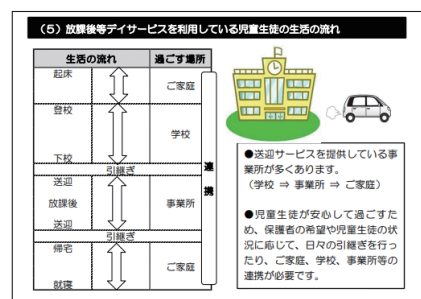 （5）放課後等デイサービスを利用している児童生徒の生活の流れ
生活の流れ 過ごす場所
起床
ご家庭
登校
学校
下校
引継ぎ
送迎
放課後 事業所
送迎
引継ぎ
帰宅
ご家庭
就寝
連携
●送迎サービスを提供している事
業所が多くあります。
（学校 ⇒ 事業所 ⇒ ご家庭）
●児童生徒が安心して過ごすた
め、保護者の希望や児童生徒の状
況に応じて、日々の引継ぎを行っ
たり、ご家庭、学校、事業所等の
連携が必要です。